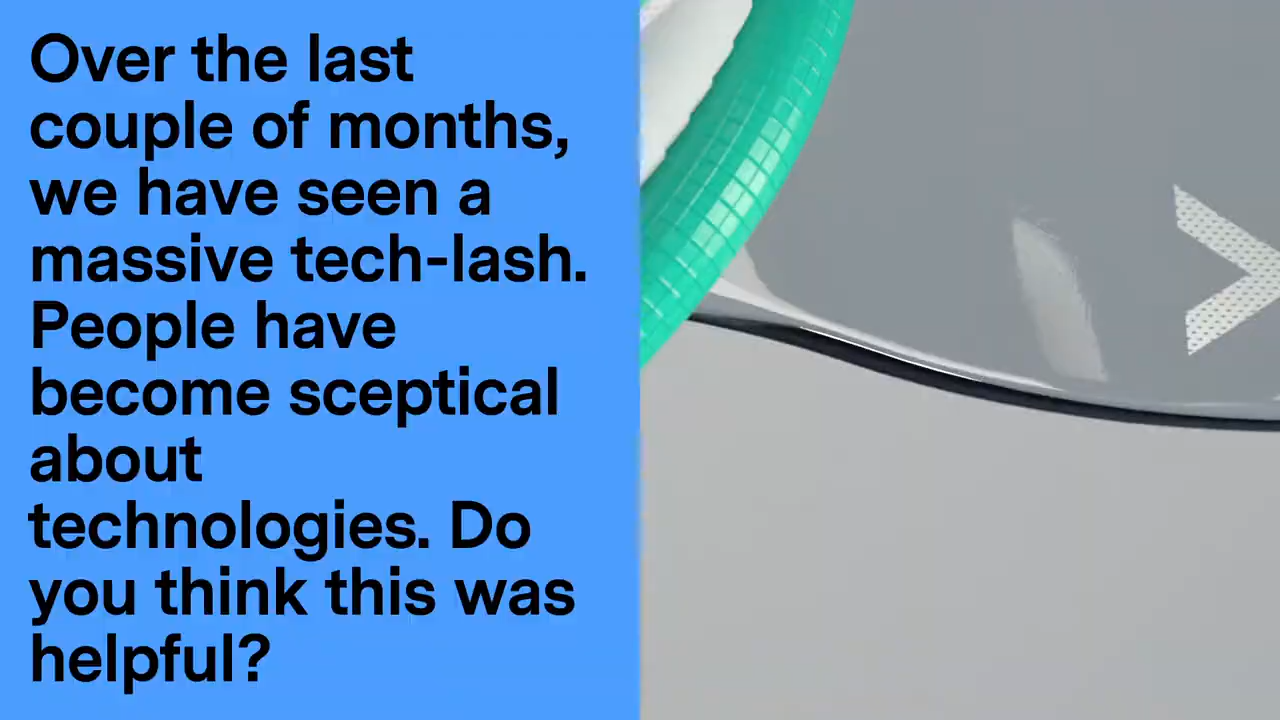 Over the last
couple of months,
we have seen a
massive tech-lash.
People have
become sceptical
about
technologies. Do
you think this was
helpful?